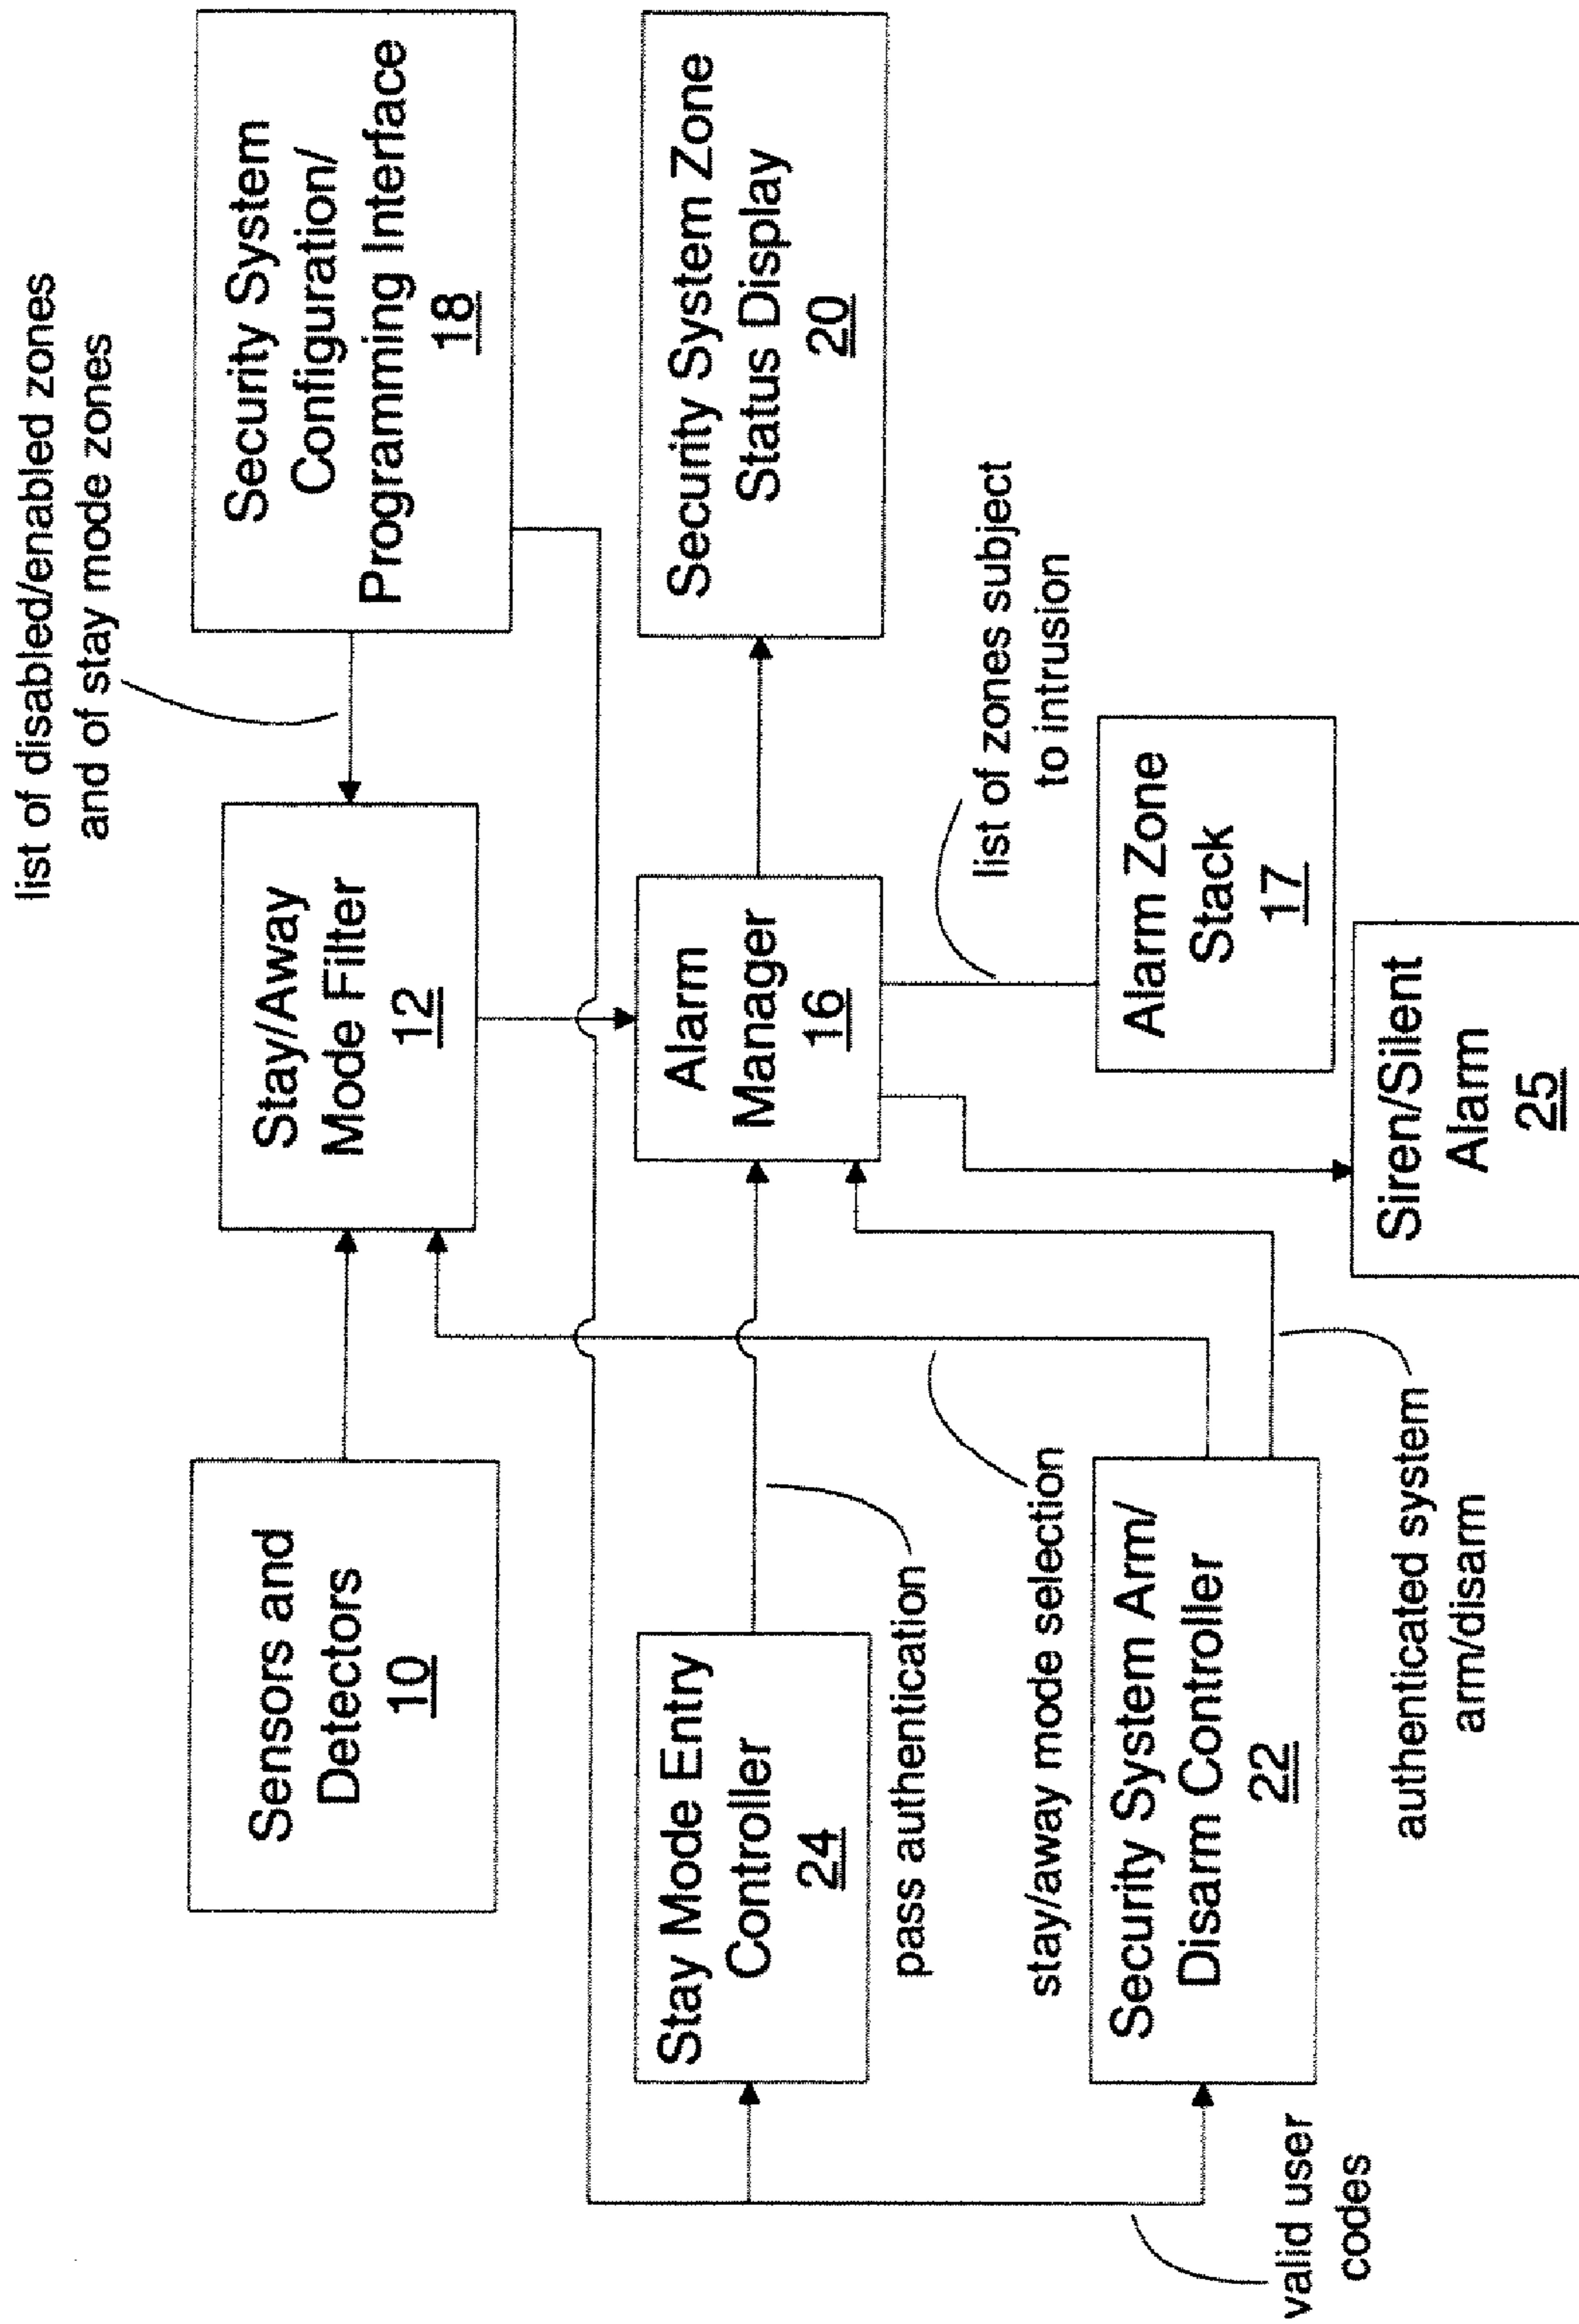 list of disabled/enabled zones
and of stay mode zones
Sensors and
Detectors
10
Stay/Away
Mode Filter
12
Security System
Configuration/
Programming Interface
18
Stay Mode Entry
Controller
24
pass authentication
Alarm
Manager
16
Security System Zone
Status Display
20
list of zones subject
to intrusion
stay/away mode selection
Security System Arm/
Disarm Controller
22
Alarm Zone
Stack
17
valid user
codes
authenticated system
arm/disarm
Siren/Silent
Alarm
25